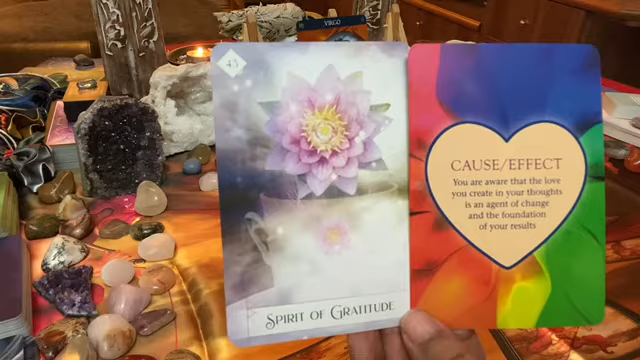 VIRGO
43
SPIRIT OF GRATITUDE
CAUSE/EFFECT
You are aware that the love
you create in your thoughts
is an agent of change
and the foundation
of your results